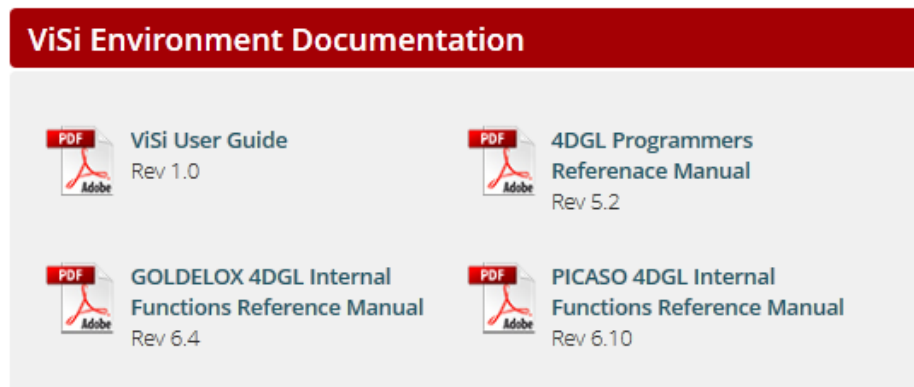 ViSi Environment Documentation
PDF
Adobe
ViSi User Guide
Rev 1.0
PDF
Adobe
4DGL Programmers
Referenace Manual
Rev 5.2
PDF
Adobe
GOLDELOX 4DGL Internal
Functions Reference Manual
Rev 6.4
PDF
Adobe
PICASO 4DGL Internal
Functions Reference Manual
Rev 6.10